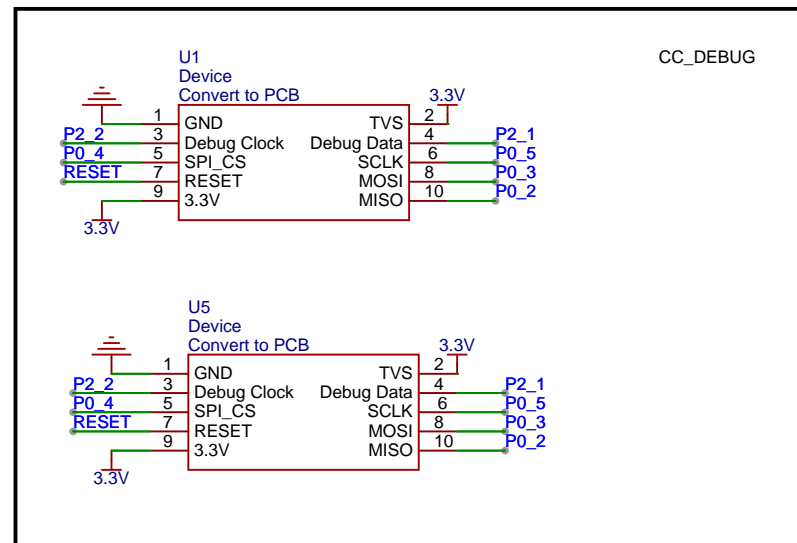 CC_DEBUG
U1
Device
Convert to PCB
3.3V
1 GND TVS 2
P2_2 3 Debug Clock Debug Data 4 P2_1
P0_4 5 SPI_CS SCLK 6 P0_5
RESET 7 RESET MOSI 8 P0_3
9 3.3V MISO 10 P0_2
3.3V
U5
Device
Convert to PCB
3.3V
1 GND TVS 2
P2_2 3 Debug Clock Debug Data 4 P2_1
P0_4 5 SPI_CS SCLK 6 P0_5
RESET 7 RESET MOSI 8 P0_3
9 3.3V MISO 10 P0_2
3.3V